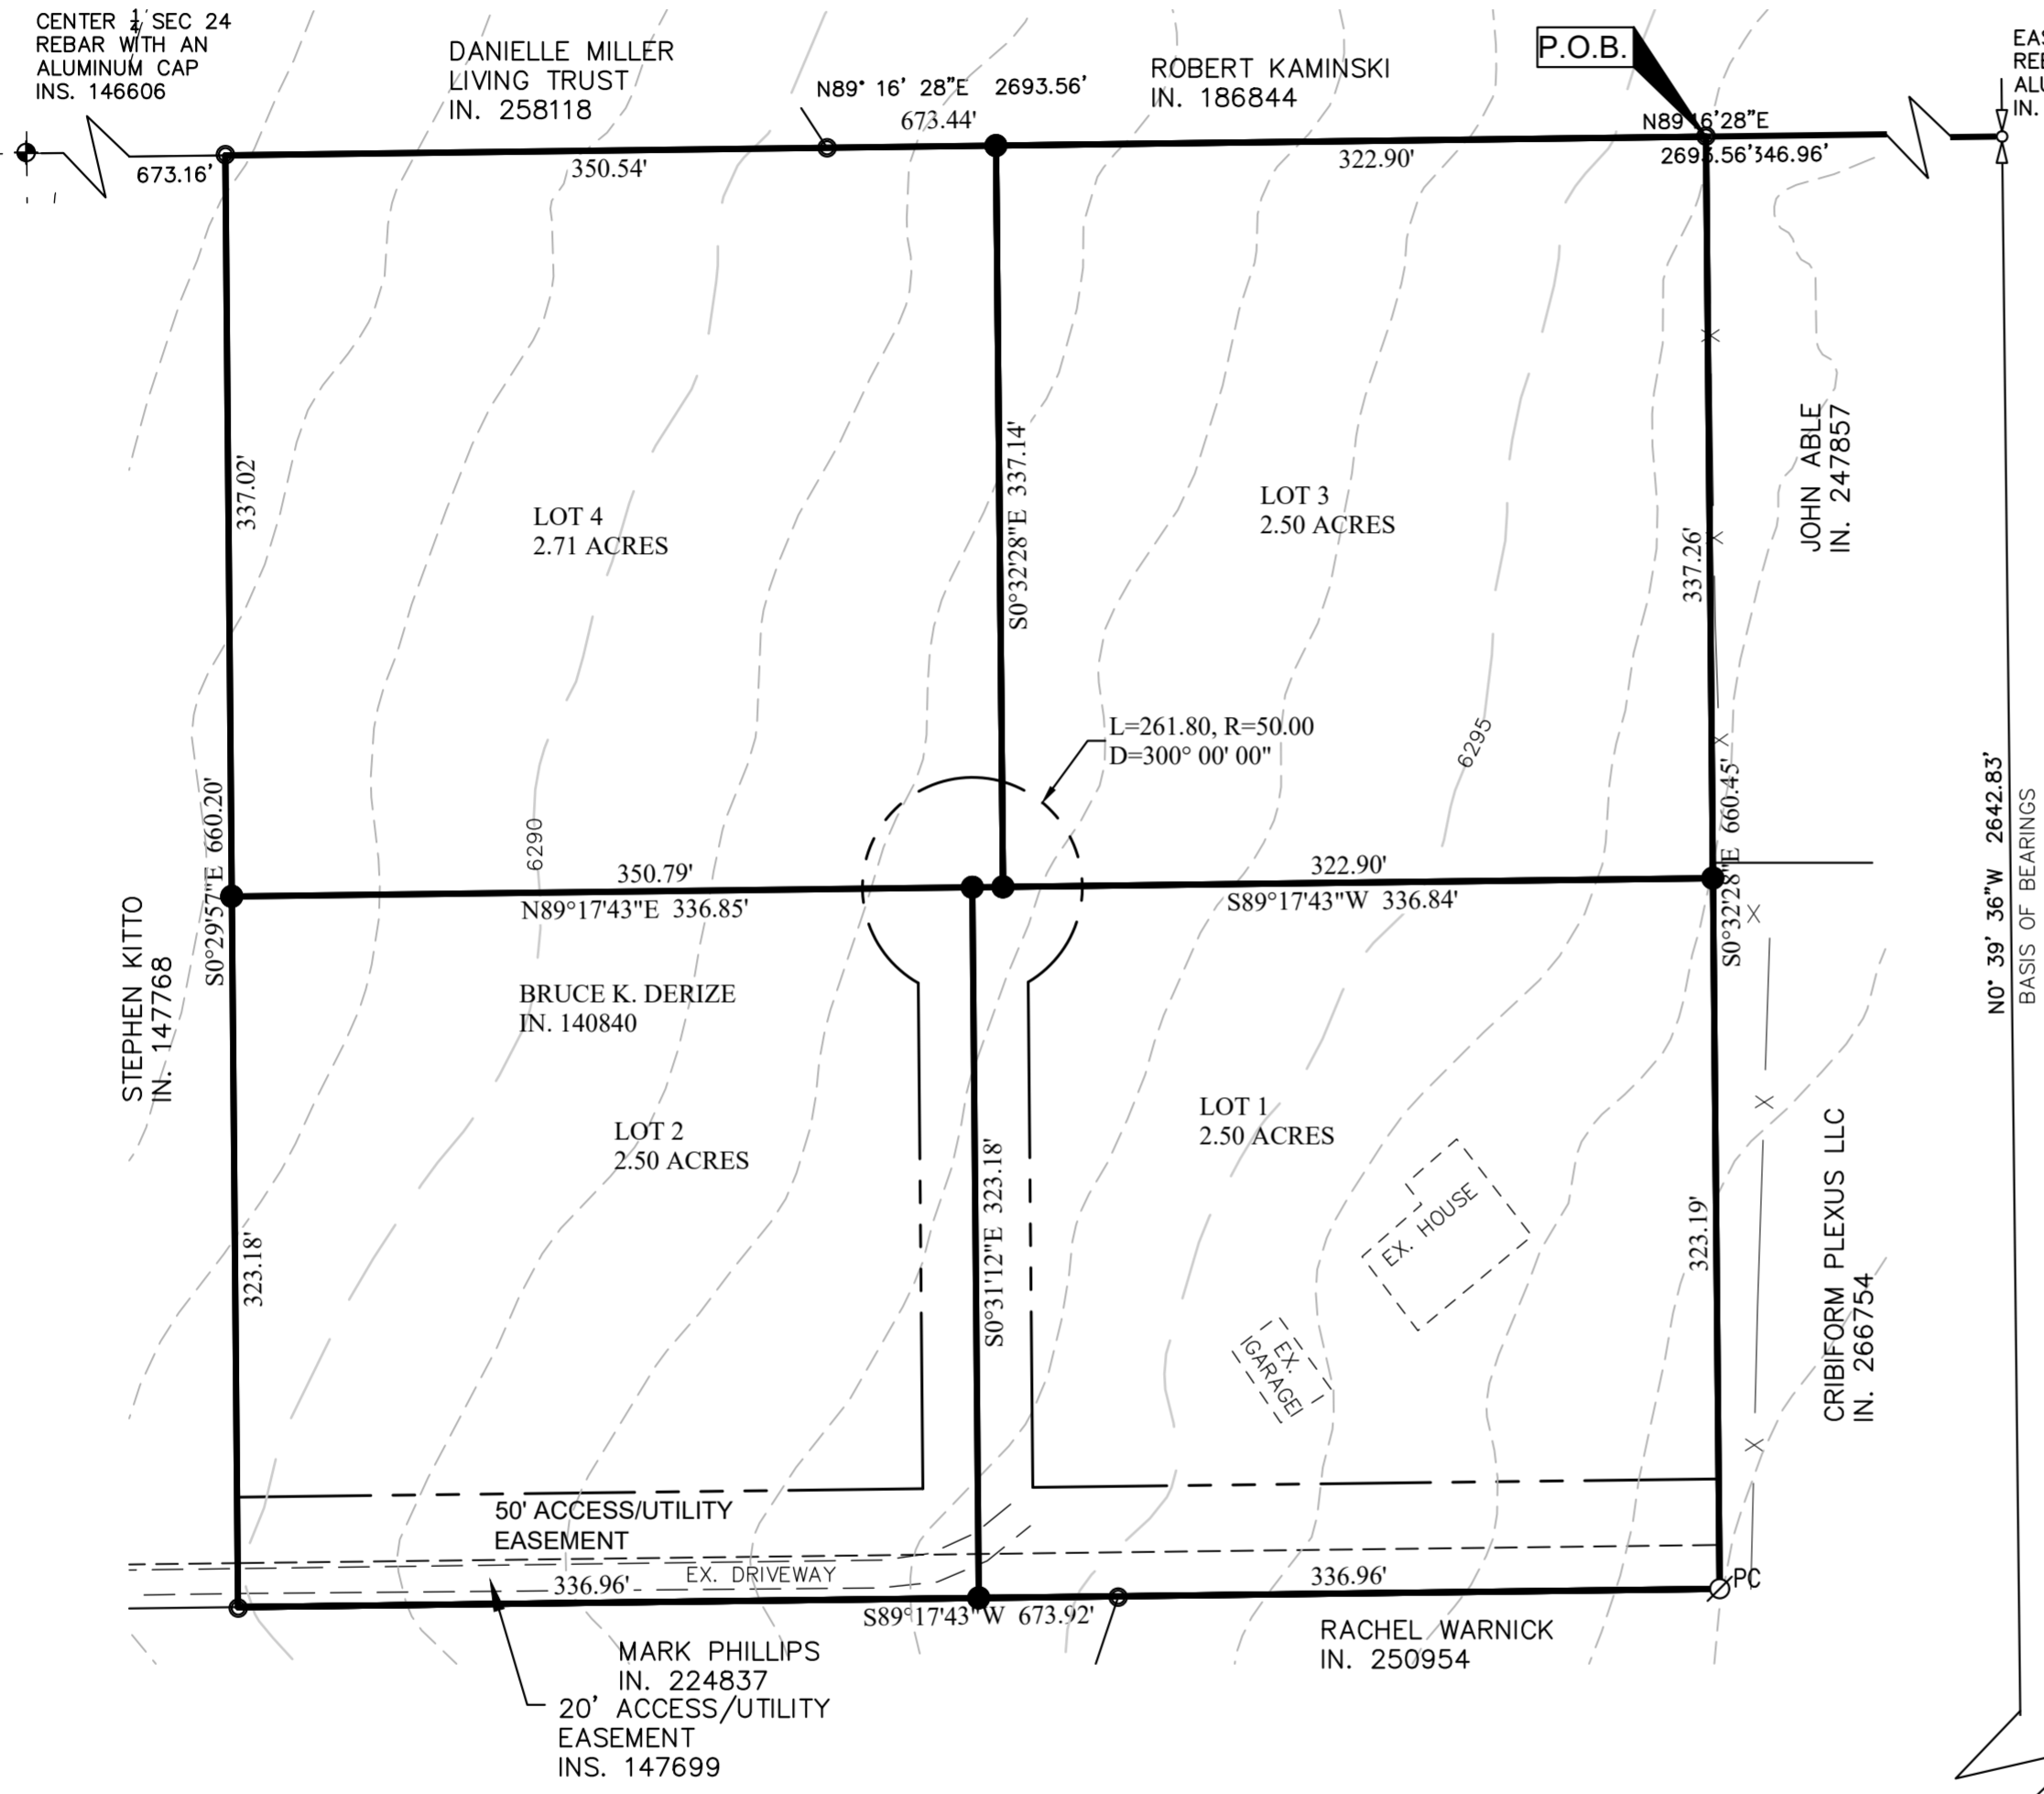 CENTER 1/4 SEC 24
REBAR WITH AN
ALUMINUM CAP
INS. 146606
DANIELLE MILLER
LIVING TRUST
IN. 258118
N89° 16' 28"E 2693.56'
673.44'
ROBERT KAMINSKI
IN. 186844
P.O.B.
N89°16'28"E
2693.56'
346.96'
673.16'
350.54'
322.90'
337.02'
S0°32'28"E 337.14'
337.26'
JOHN ABLE
IN. 247857
LOT 4
2.71 ACRES
LOT 3
2.50 ACRES
L=261.80, R=50.00
D=300° 00' 00"
6295
6290
S0°29'57"E 660.20'
S0°32'28"E 660.45'
N0° 39' 36"W 2642.83'
BASIS OF BEARINGS
350.79'
N89°17'43"E 336.85'
322.90'
S89°17'43"W 336.84'
STEPHEN KITTO
IN. 147768
BRUCE K. DERIZE
IN. 140840
LOT 2
2.50 ACRES
LOT 1
2.50 ACRES
323.18'
S0°31'12"E 323.18'
323.19'
EX. HOUSE
EX.
GARAGE
CRIBIFORM PLEXUS LLC
IN. 266754
50' ACCESS/UTILITY
EASEMENT
EX. DRIVEWAY
336.96'
336.96'
PC
S89°17'43"W 673.92'
MARK PHILLIPS
IN. 224837
20' ACCESS/UTILITY
EASEMENT
INS. 147699
RACHEL WARNICK
IN. 250954